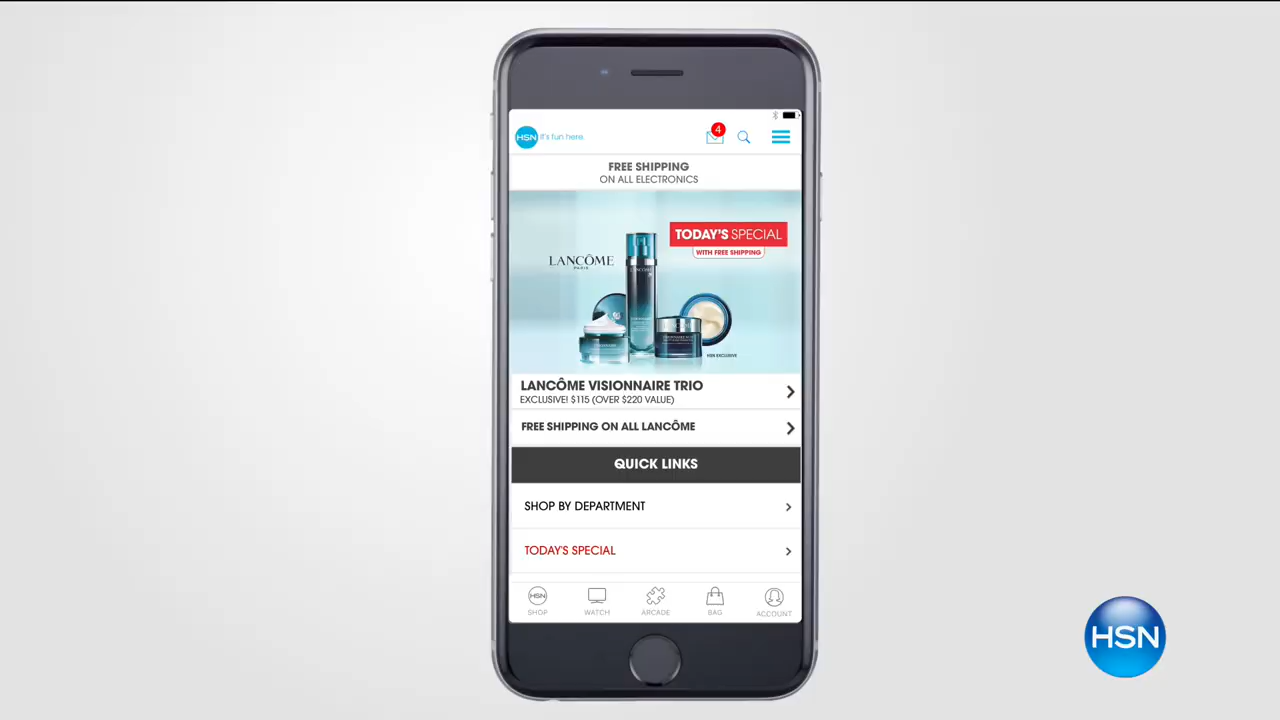 HSN it's fun here.
4
FREE SHIPPING
ON ALL ELECTRONICS
TODAY'S SPECIAL
WITH FREE SHIPPING
LANCÔME
PARIS
HSN EXCLUSIVE
LANCÔME VISIONNAIRE TRIO
EXCLUSIVE! $115 (OVER $220 VALUE)
FREE SHIPPING ON ALL LANCÔME
QUICK LINKS
SHOP BY DEPARTMENT
TODAY'S SPECIAL
HSN
SHOP
WATCH
ARCADE
BAG
ACCOUNT
HSN